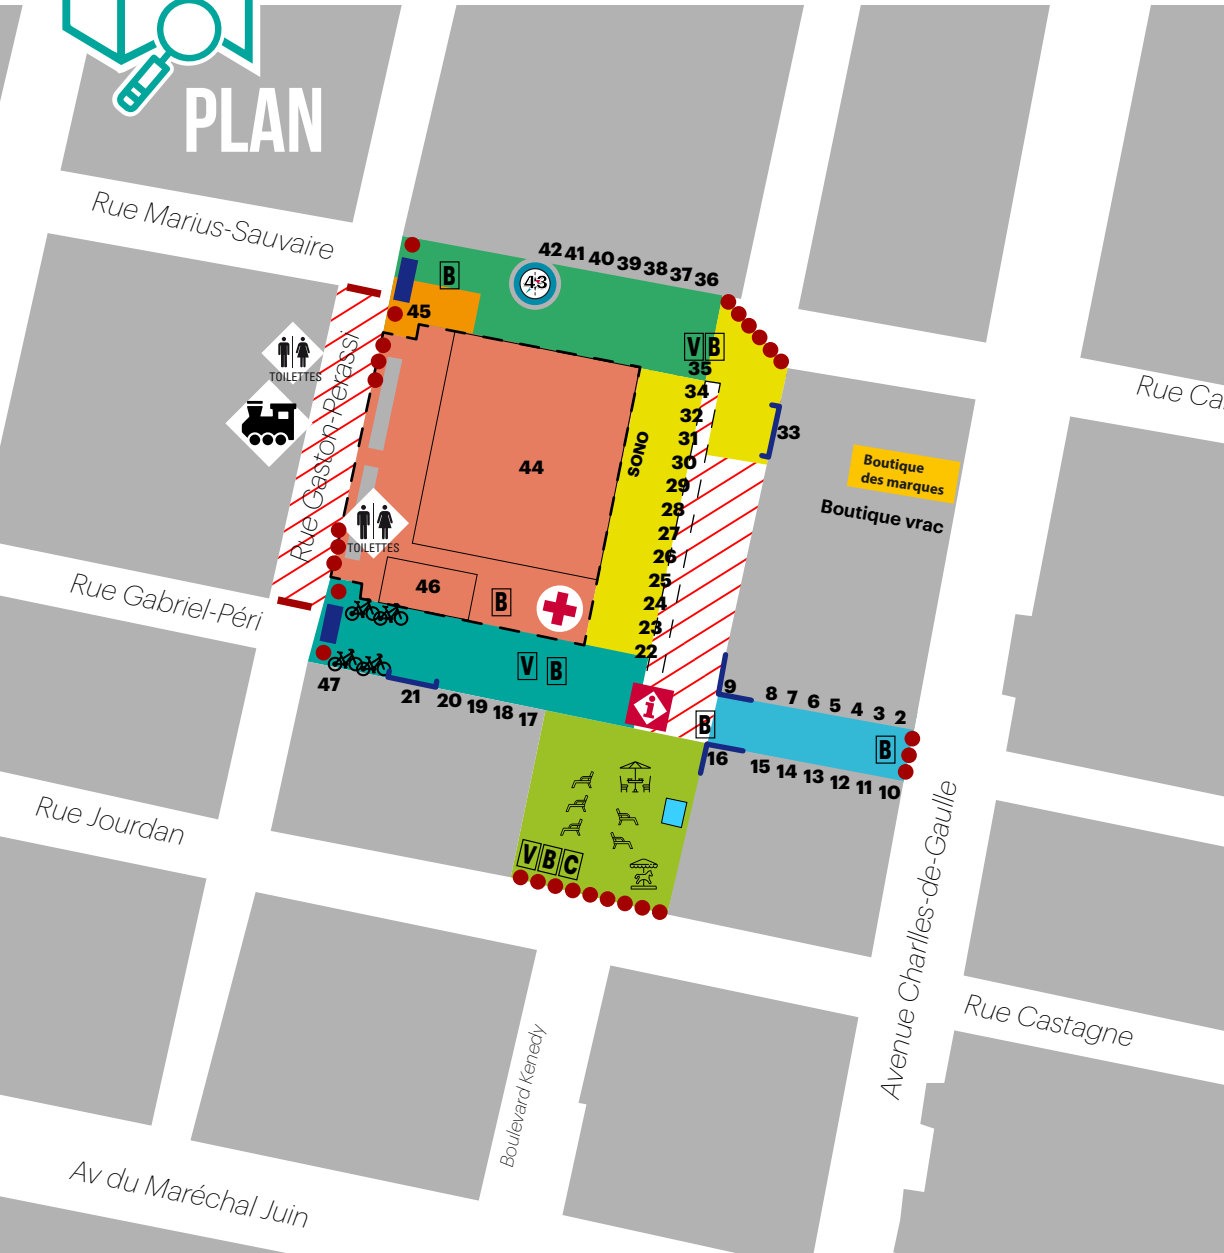 PLAN
Rue Marius-Sauvaire
42 41 40 39 38 37 36
B
43
45
V B
35
34
32
31
30
29
28
27
26
25
24
23
22
33
TOILETTES
Rue Gaston-Perassi
SONO
44
Boutique
des marques
Boutique vrac
Rue Ca
TOILETTES
46
B
Rue Gabriel-Péri
V B
47
21 20 19 18 17
i
B
9 8 7 6 5 4 3 2
B
16 15 14 13 12 11 10
V B C
Rue Jourdan
Avenue Charlles-de-Gaulle
Rue Castagne
Boulevard Kenedy
Av du Maréchal Juin